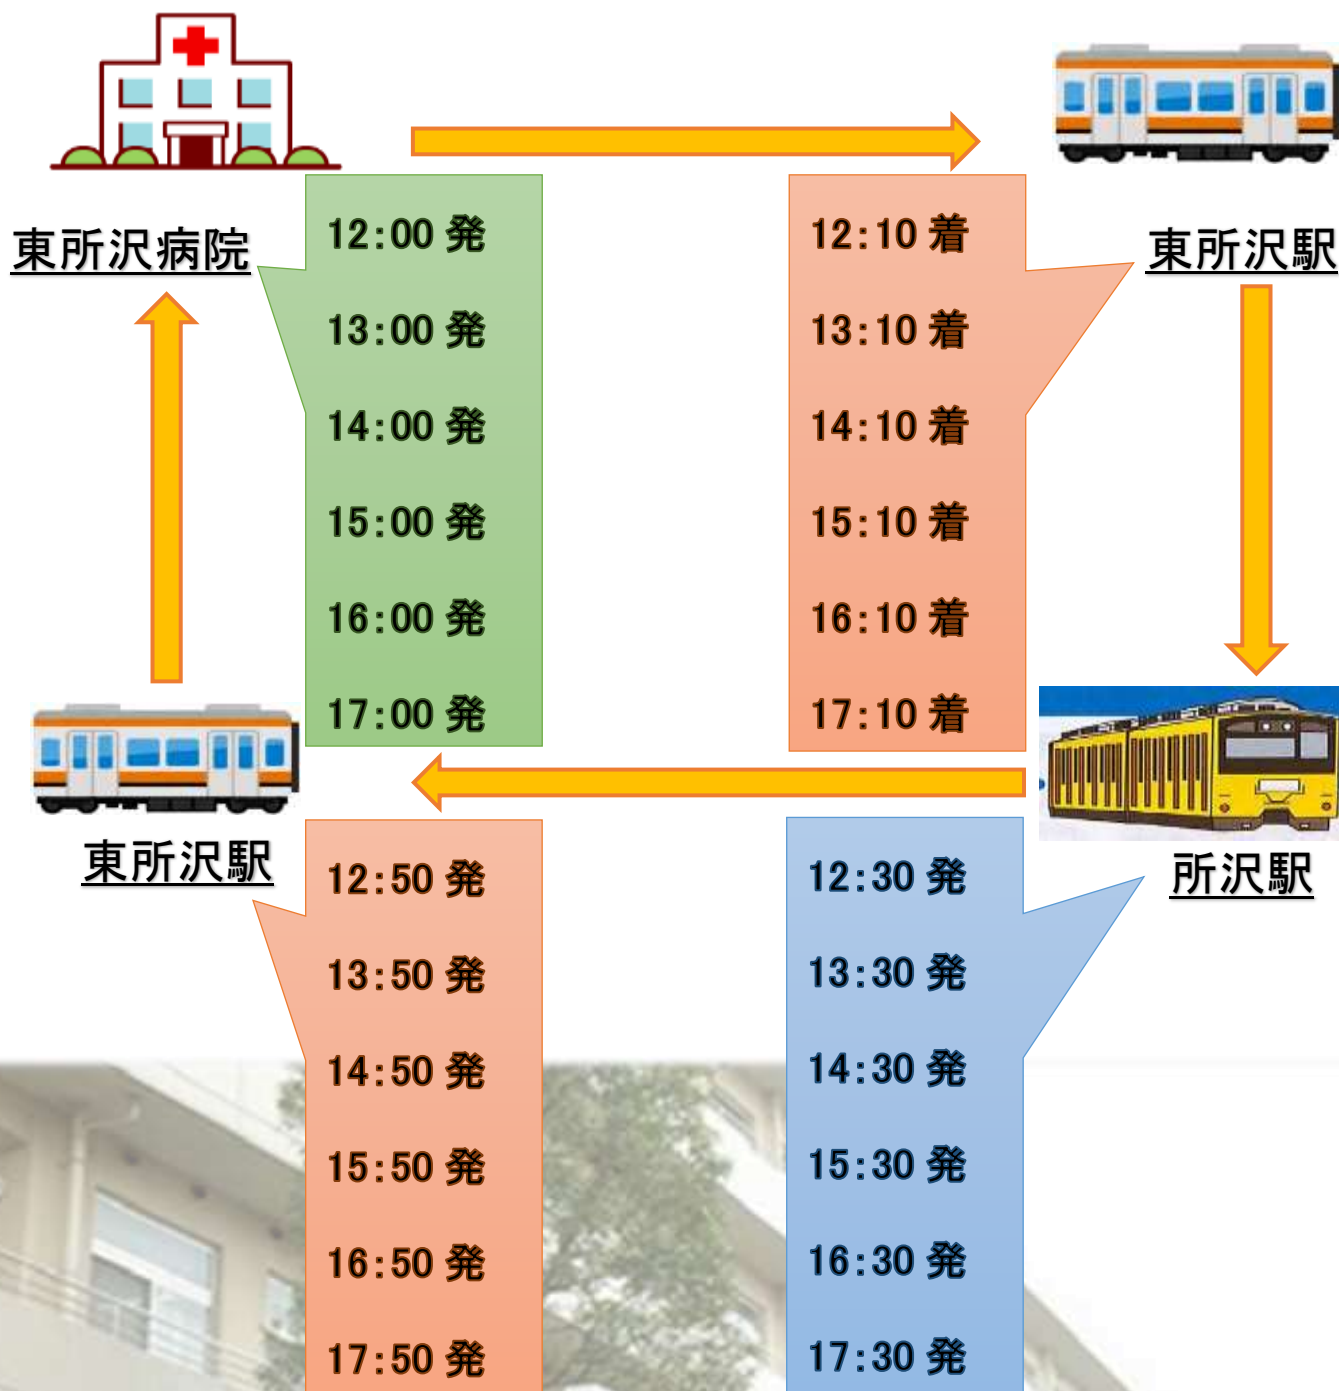 東所沢病院
12:00 発
13:00 発
14:00 発
15:00 発
16:00 発
17:00 発
12:10 着
13:10 着
14:10 着
15:10 着
16:10 着
17:10 着
東所沢駅
東所沢駅
12:50 発
13:50 発
14:50 発
15:50 発
16:50 発
17:50 発
12:30 発
13:30 発
14:30 発
15:30 発
16:30 発
17:30 発
所沢駅